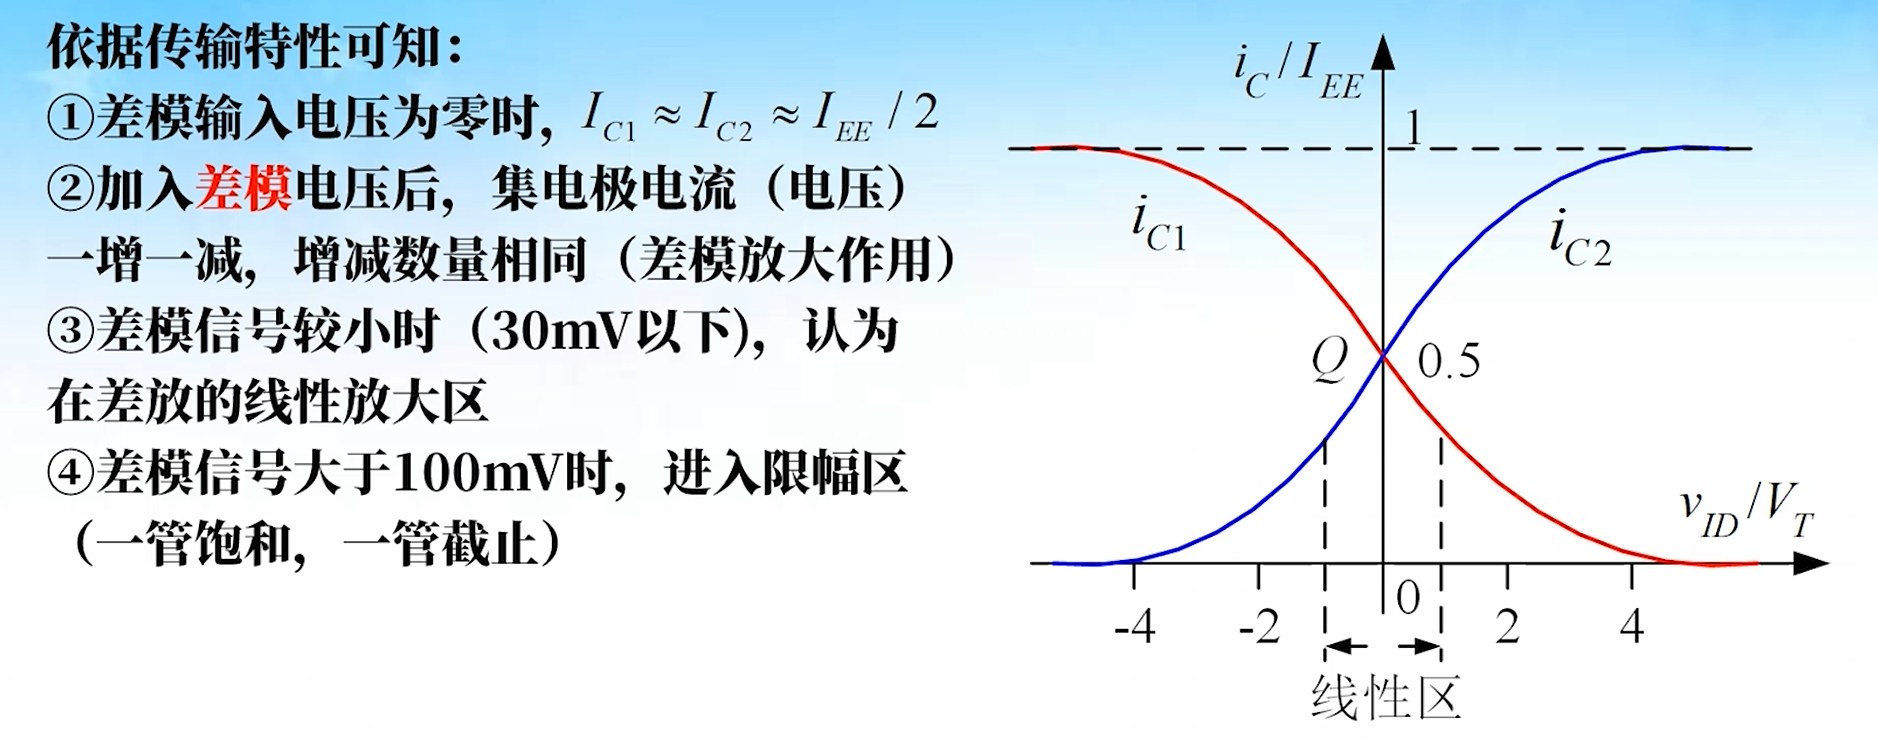 依据传输特性可知：
①差模输入电压为零时，I_{C1} ≈ I_{C2} ≈ I_{EE} / 2
②加入差模电压后，集电极电流（电压）
一增一减，增减数量相同（差模放大作用）
③差模信号较小时（30mV以下)，认为
在差放的线性放大区
④差模信号大于100mV时，进入限幅区
（一管饱和，一管截止）
i_C / I_{EE}
1
i_{C1}
i_{C2}
Q
0.5
v_{ID} / V_T
0
-4
-2
2
4
线性区